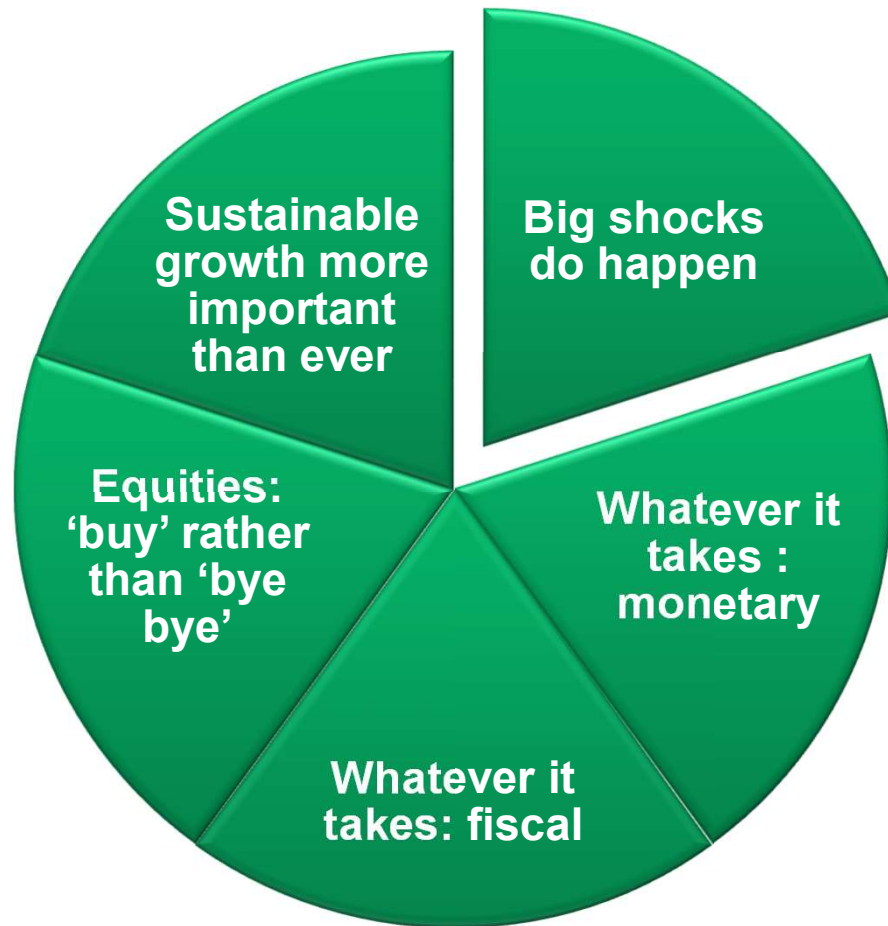 Big shocks
do happen
Whatever it
takes :
monetary
Whatever it
takes: fiscal
Equities:
‘buy’ rather
than ‘bye
bye’
Sustainable
growth more
important
than ever